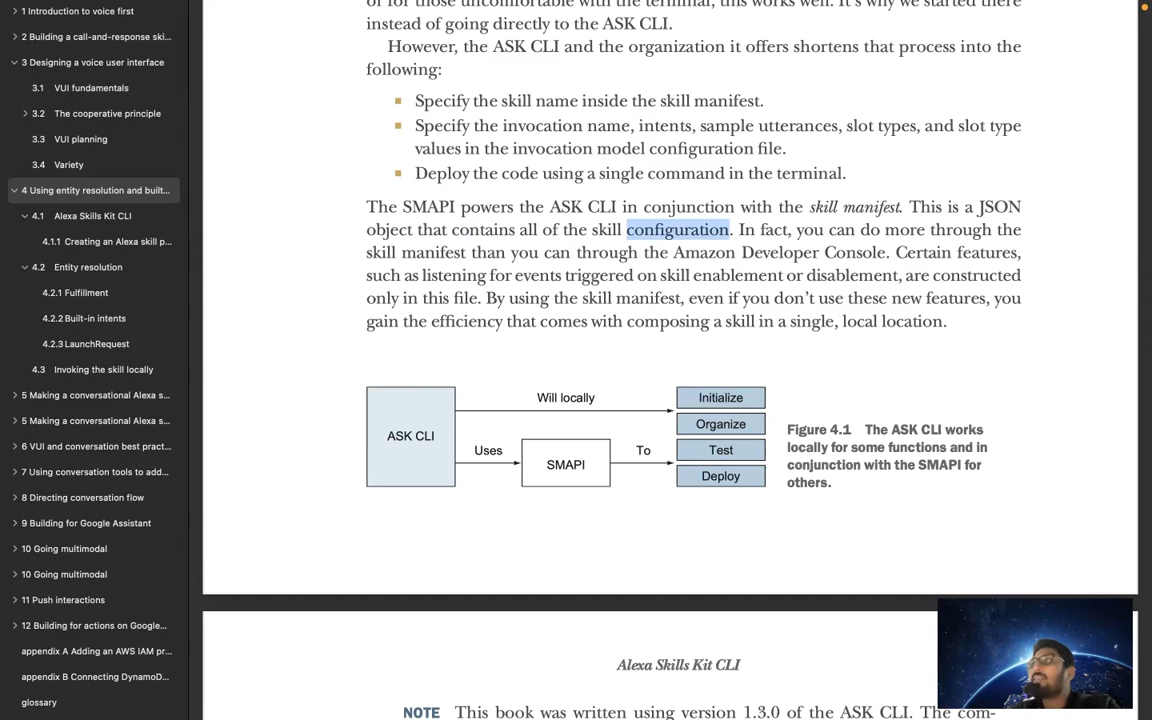 1 Introduction to voice first
2 Building a call-and-response ski...
3 Designing a voice user interface
3.1 VUI fundamentals
3.2 The cooperative principle
3.3 VUI planning
3.4 Variety
4 Using entity resolution and built...
4.1 Alexa Skills Kit CLI
4.1.1 Creating an Alexa skill p...
4.2 Entity resolution
4.2.1 Fulfillment
4.2.2 Built-in intents
4.2.3 LaunchRequest
4.3 Invoking the skill locally
5 Making a conversational Alexa s...
5 Making a conversational Alexa s...
6 VUI and conversation best pract...
7 Using conversation tools to add...
8 Directing conversation flow
9 Building for Google Assistant
10 Going multimodal
10 Going multimodal
11 Push interactions
12 Building for actions on Google...
appendix A Adding an AWS IAM pr...
appendix B Connecting DynamoD...
glossary
or for those uncomfortable with the terminal, this works well. It's why we started there
instead of going directly to the ASK CLI.
However, the ASK CLI and the organization it offers shortens that process into the
following:
■ Specify the skill name inside the skill manifest.
■ Specify the invocation name, intents, sample utterances, slot types, and slot type
values in the invocation model configuration file.
■ Deploy the code using a single command in the terminal.
The SMAPI powers the ASK CLI in conjunction with the skill manifest. This is a JSON
object that contains all of the skill configuration. In fact, you can do more through the
skill manifest than you can through the Amazon Developer Console. Certain features,
such as listening for events triggered on skill enablement or disablement, are constructed
only in this file. By using the skill manifest, even if you don't use these new features, you
gain the efficiency that comes with composing a skill in a single, local location.
ASK CLI
Will locally
Uses
SMAPI
To
Initialize
Organize
Test
Deploy
Figure 4.1 The ASK CLI works
locally for some functions and in
conjunction with the SMAPI for
others.
Alexa Skills Kit CLI
NOTE This book was written using version 1.3.0 of the ASK CLI. The com-